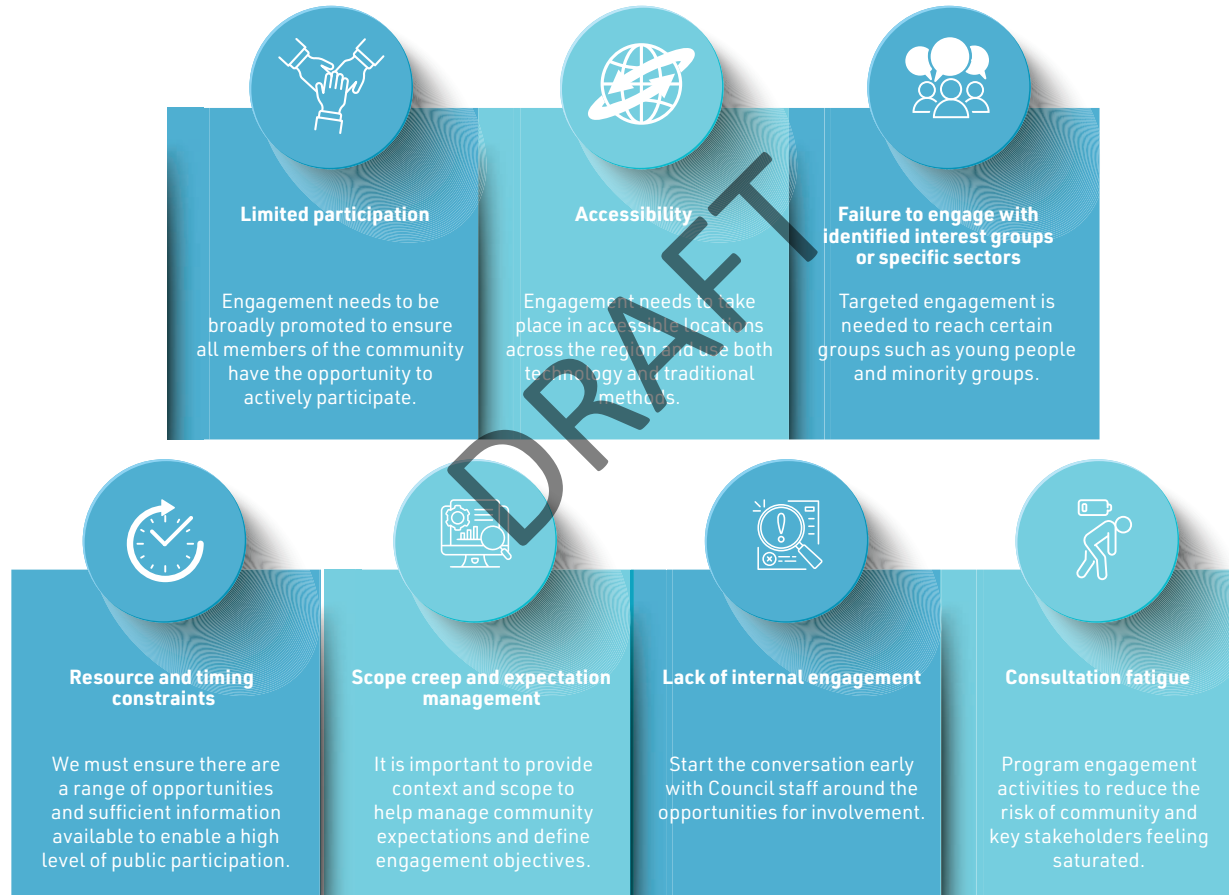 Limited participation
Engagement needs to be
broadly promoted to ensure
all members of the community
have the opportunity to
actively participate.
Accessibility
Engagement needs to take
place in accessible locations
across the region and use both
technology and traditional
methods.
Failure to engage with
identified interest groups
or specific sectors
Targeted engagement is
needed to reach certain
groups such as young people
and minority groups.
DRAFT
Resource and timing
constraints
We must ensure there are
a range of opportunities
and sufficient information
available to enable a high
level of public participation.
Scope creep and expectation
management
It is important to provide
context and scope to
help manage community
expectations and define
engagement objectives.
Lack of internal engagement
Start the conversation early
with Council staff around the
opportunities for involvement.
Consultation fatigue
Program engagement
activities to reduce the
risk of community and
key stakeholders feeling
saturated.